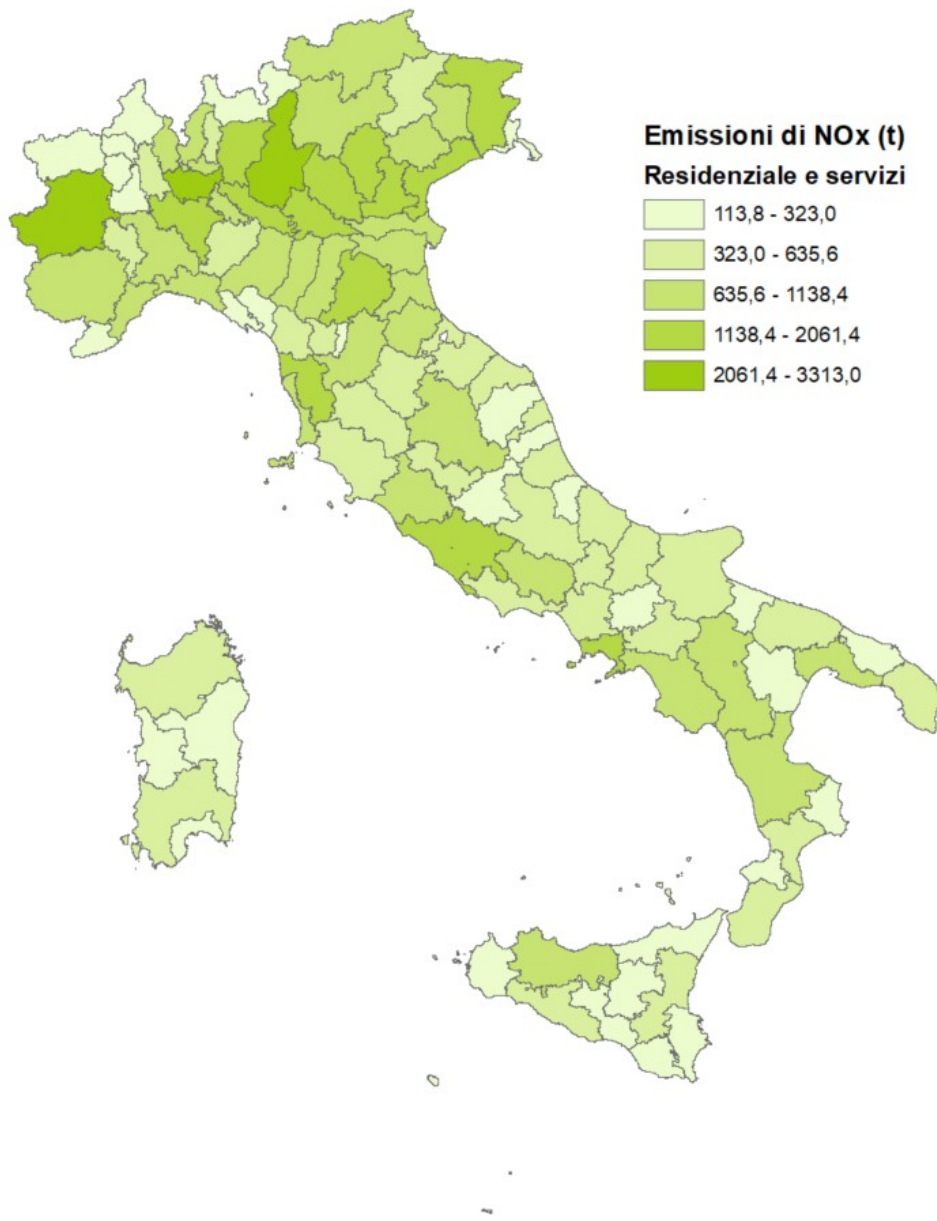 Emissioni di NOx (t)
Residenziale e servizi
113,8 - 323,0
323,0 - 635,6
635,6 - 1138,4
1138,4 - 2061,4
2061,4 - 3313,0